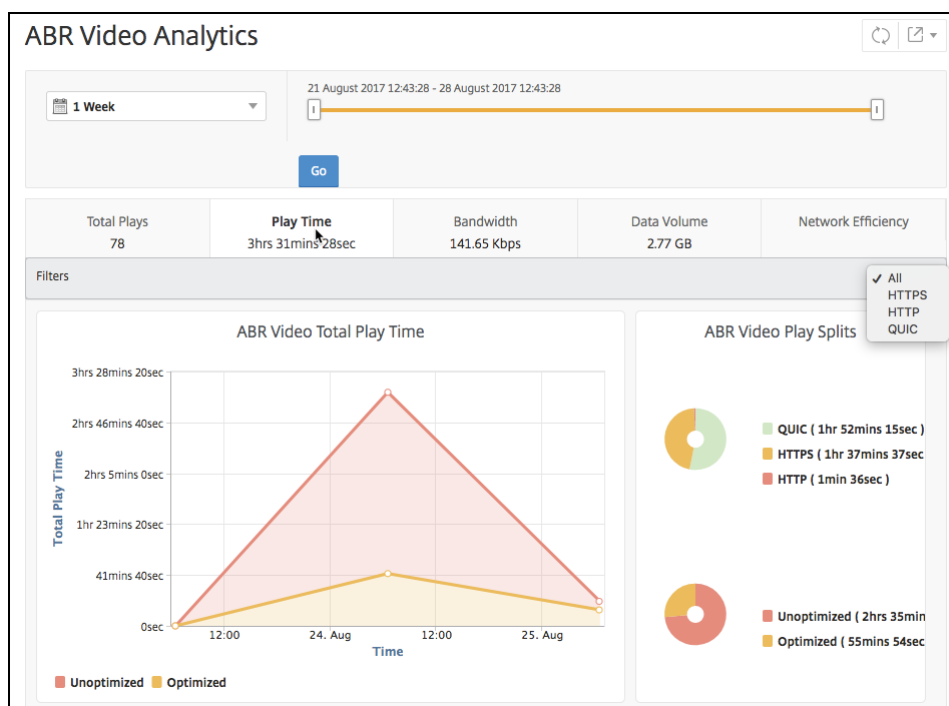 ABR Video Analytics
1 Week
21 August 2017 12:43:28 - 28 August 2017 12:43:28
Go
Total Plays
78
Play Time
3hrs 31mins 28sec
Bandwidth
141.65 Kbps
Data Volume
2.77 GB
Network Efficiency
Filters
✓ All
HTTPS
HTTP
QUIC
ABR Video Total Play Time
3hrs 28mins 20sec
2hrs 46mins 40sec
2hrs 5mins 0sec
1hr 23mins 20sec
41mins 40sec
0sec
Total Play Time
12:00
24. Aug
12:00
25. Aug
Time
Unoptimized
Optimized
ABR Video Play Splits
QUIC ( 1hr 52mins 15sec )
HTTPS ( 1hr 37mins 37sec
HTTP ( 1min 36sec )
Unoptimized ( 2hrs 35min
Optimized ( 55mins 54sec